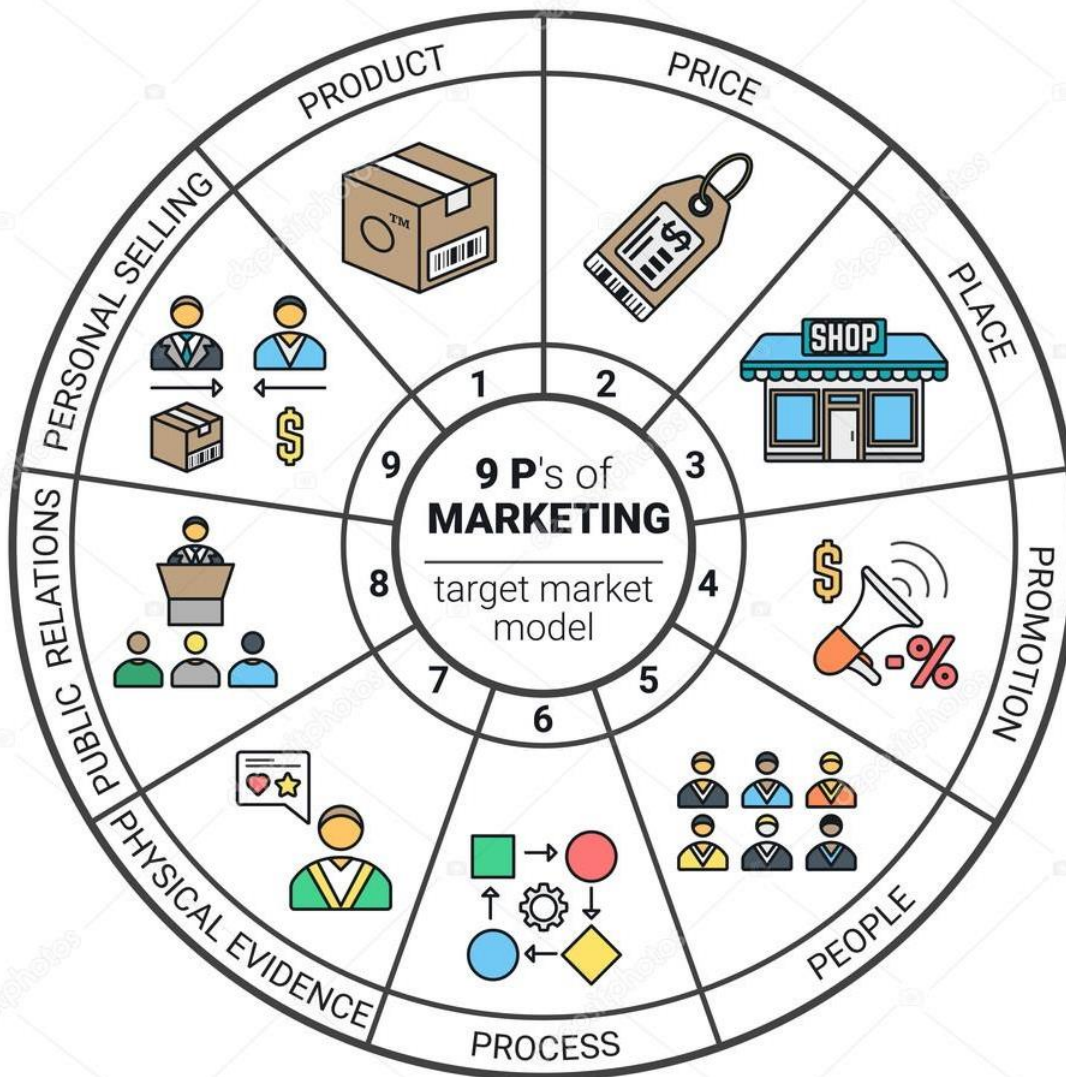 9 P's of
MARKETING
target market
model
1
PRODUCT
TM
2
PRICE
$
3
PLACE
SHOP
4
PROMOTION
$
-%
5
PEOPLE
6
PROCESS
7
PHYSICAL EVIDENCE
8
PUBLIC RELATIONS
9
PERSONAL SELLING
$
depositphotos